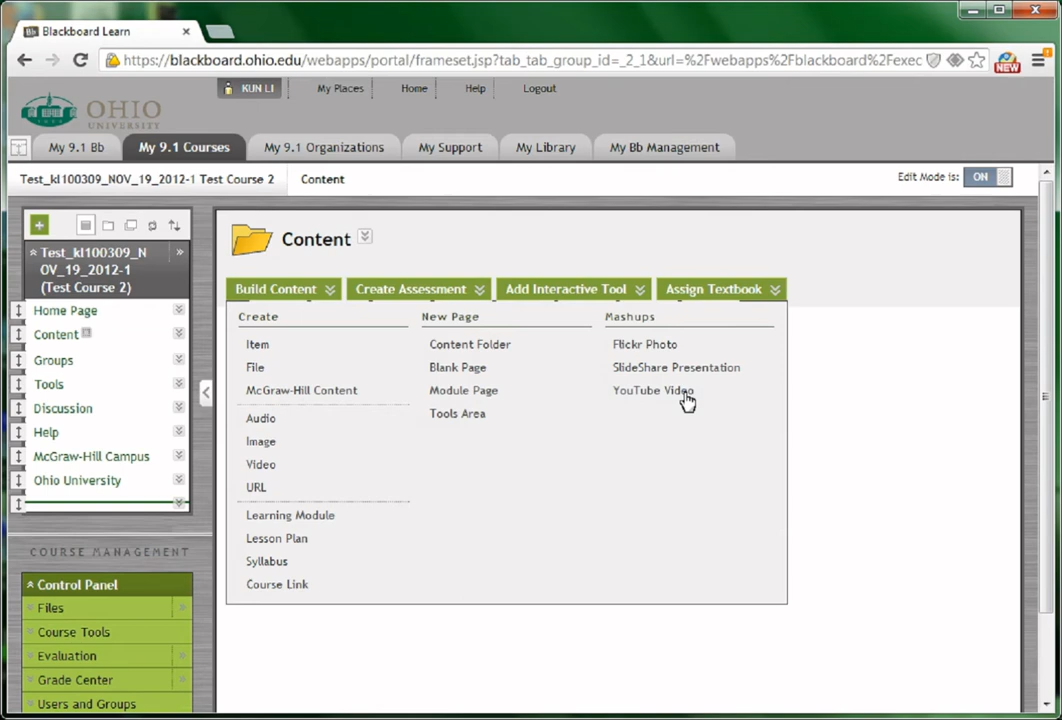 Blackboard Learn
https://blackboard.ohio.edu/webapps/portal/frameset.jsp?tab_tab_group_id=_2_1&url=%2Fwebapps%2Fblackboard%2Fexec
NEW
KUN LI
My Places
Home
Help
Logout
OHIO
UNIVERSITY
My 9.1 Bb
My 9.1 Courses
My 9.1 Organizations
My Support
My Library
My Bb Management
Test_kl100309_NOV_19_2012-1 Test Course 2
Content
Edit Mode is:
ON
Test_kl100309_N
OV_19_2012-1
(Test Course 2)
Home Page
Content
Groups
Tools
Discussion
Help
McGraw-Hill Campus
Ohio University
COURSE MANAGEMENT
Control Panel
Files
Course Tools
Evaluation
Grade Center
Users and Groups
Content
Build Content
Create Assessment
Add Interactive Tool
Assign Textbook
Create
Item
File
McGraw-Hill Content
Audio
Image
Video
URL
Learning Module
Lesson Plan
Syllabus
Course Link
New Page
Content Folder
Blank Page
Module Page
Tools Area
Mashups
Flickr Photo
SlideShare Presentation
YouTube Video